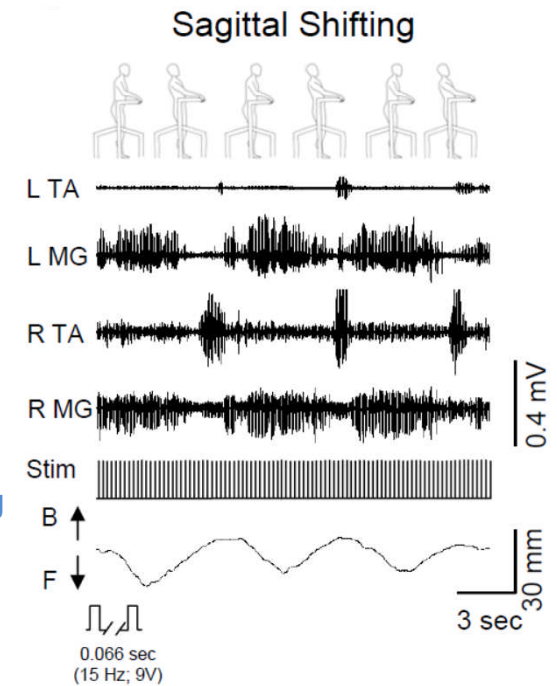 Sagittal Shifting
L TA
L MG
R TA
R MG
0.4 mV
Stim
B
F
30 mm
3 sec
0.066 sec
(15 Hz; 9V)